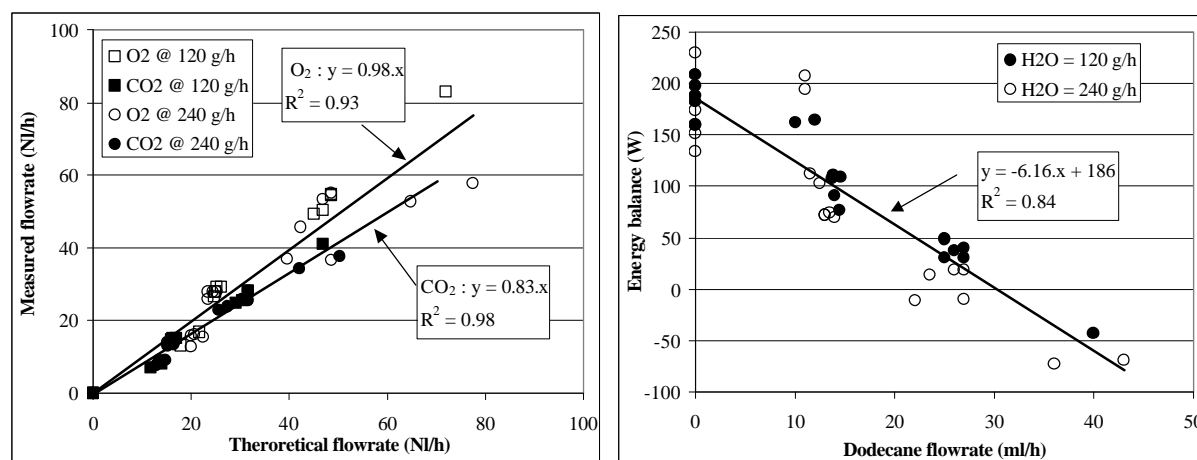 100
80
60
40
20
0
0 20 40 60 80 100
Measured flowrate (Nl/h)
Theroretical flowrate (Nl/h)
O2 @ 120 g/h
CO2 @ 120 g/h
O2 @ 240 g/h
CO2 @ 240 g/h
O₂ : y = 0.98.x
R² = 0.93
CO₂ : y = 0.83.x
R² = 0.98
250
200
150
100
50
0
-50
-100
0 10 20 30 40 50
Energy balance (W)
Dodecane flowrate (ml/h)
H2O = 120 g/h
H2O = 240 g/h
y = -6.16.x + 186
R² = 0.84